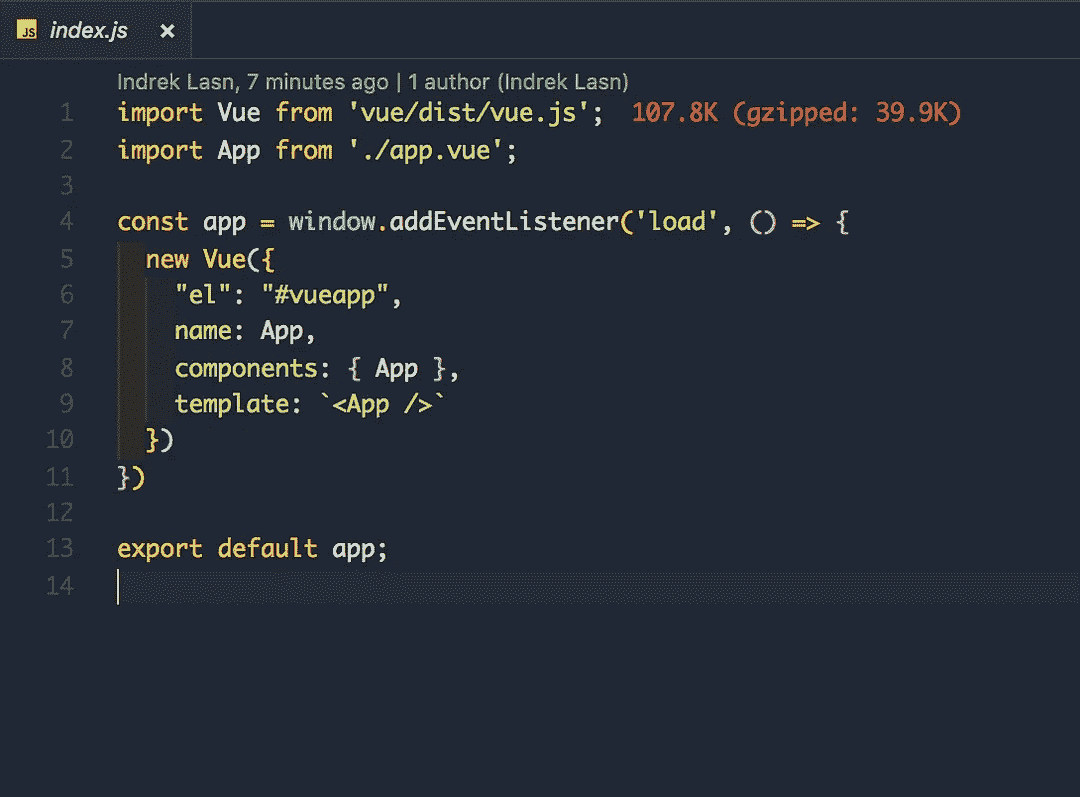 JS index.js ×
Indrek Lasn, 7 minutes ago | 1 author (Indrek Lasn)
1 import Vue from 'vue/dist/vue.js'; 107.8K (gzipped: 39.9K)
2 import App from './app.vue';
3
4 const app = window.addEventListener('load', () => {
5   new Vue({
6     "el": "#vueapp",
7     name: App,
8     components: { App },
9     template: `<App />`
10   })
11 })
12
13 export default app;
14